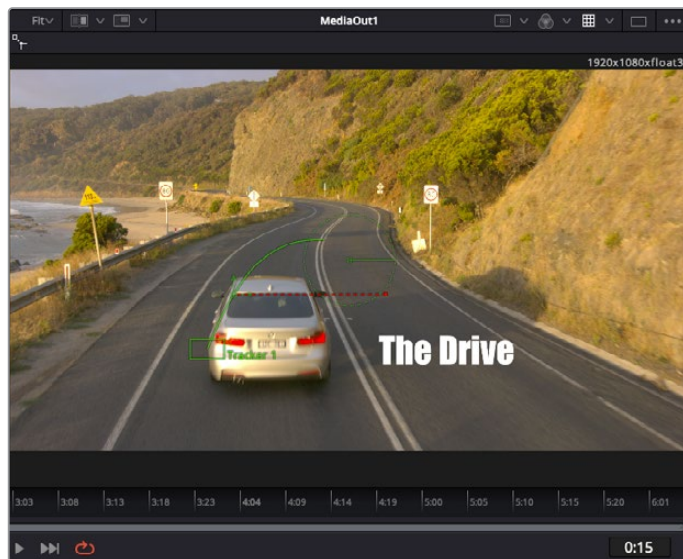 Fit
MediaOut1
1920x1080xfloat3
Tracker 1
The Drive
3:03 3:08 3:13 3:18 3:23 4:04 4:09 4:14 4:19 5:00 5:05 5:10 5:15 5:20 6:01
0:15